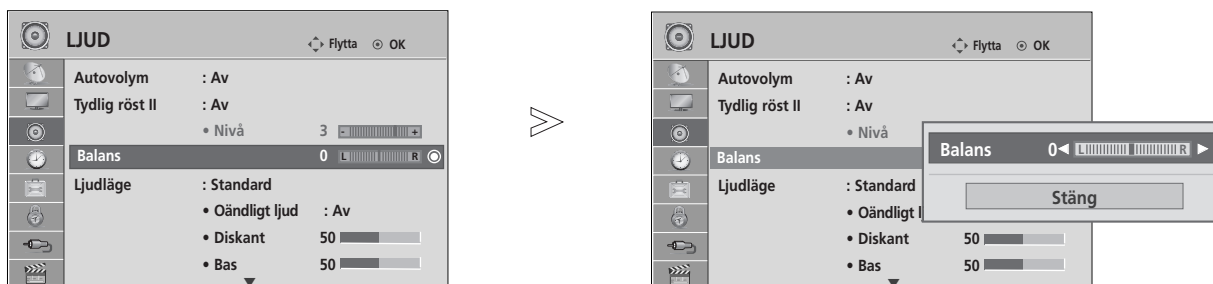 LJUD Flytta OK
Autovolym : Av
Tydlig röst II : Av
• Nivå 3 - +
Balans 0 L R
Ljudläge : Standard
• Oändligt ljud : Av
• Diskant 50
• Bas 50
LJUD Flytta OK
Autovolym : Av
Tydlig röst II : Av
• Nivå
Balans
Ljudläge : Standard
• Oändligt l
• Diskant 50
• Bas 50
Balans 0 L R
Stäng